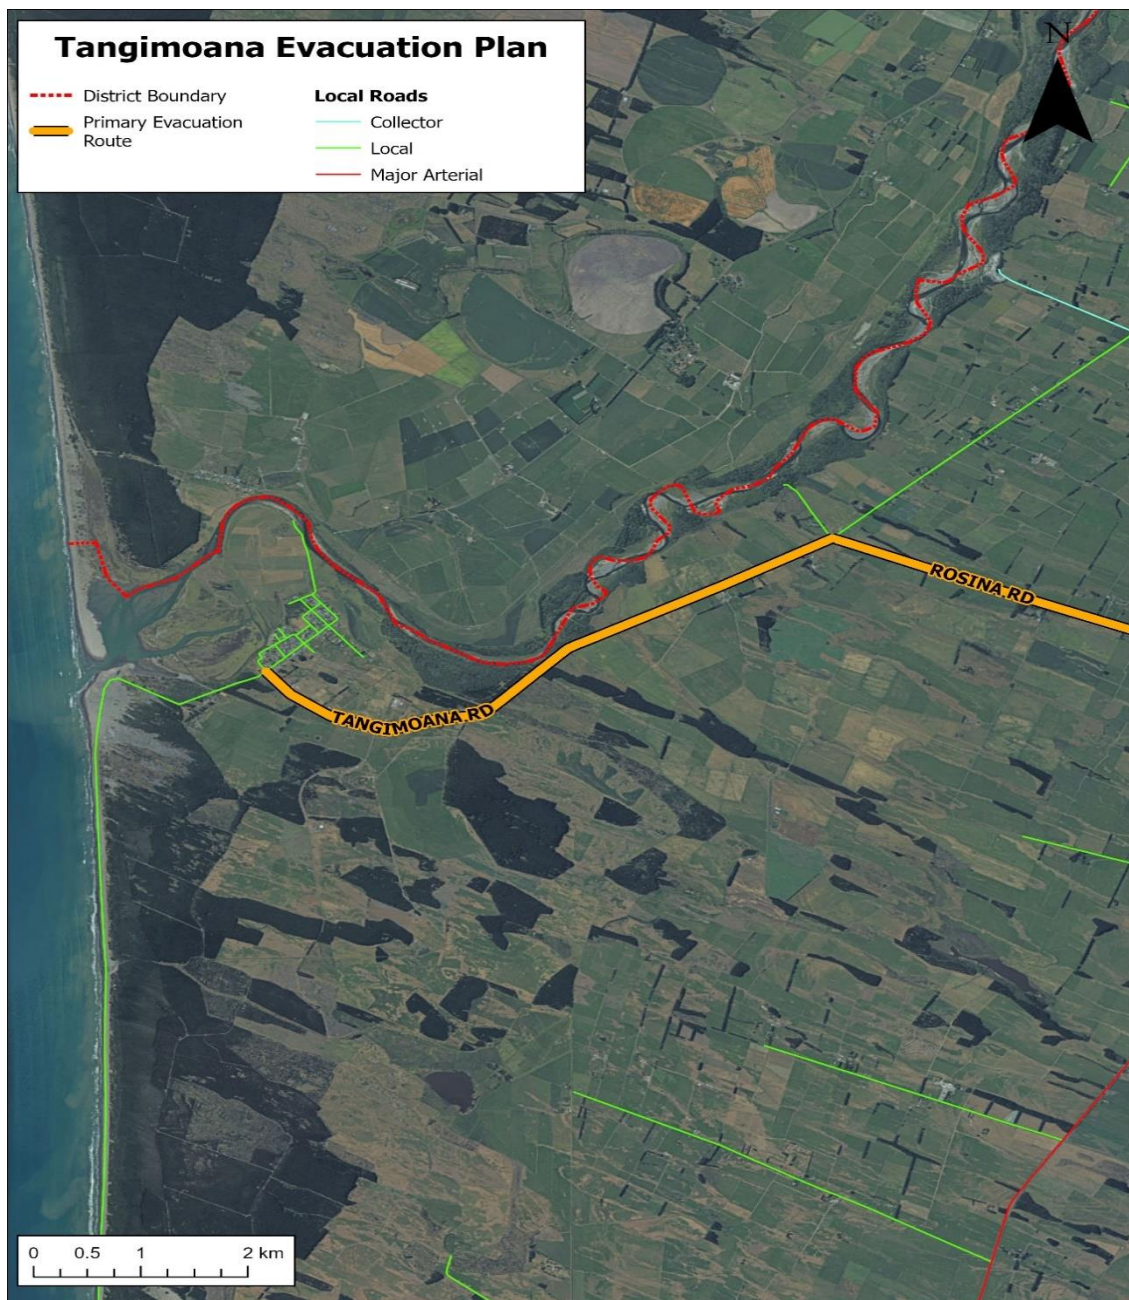 Tangimoana Evacuation Plan
District Boundary
Primary Evacuation
Route
Local Roads
Collector
Local
Major Arterial
N
ROSINA RD
TANGIMOANA RD
0 0.5 1 2 km